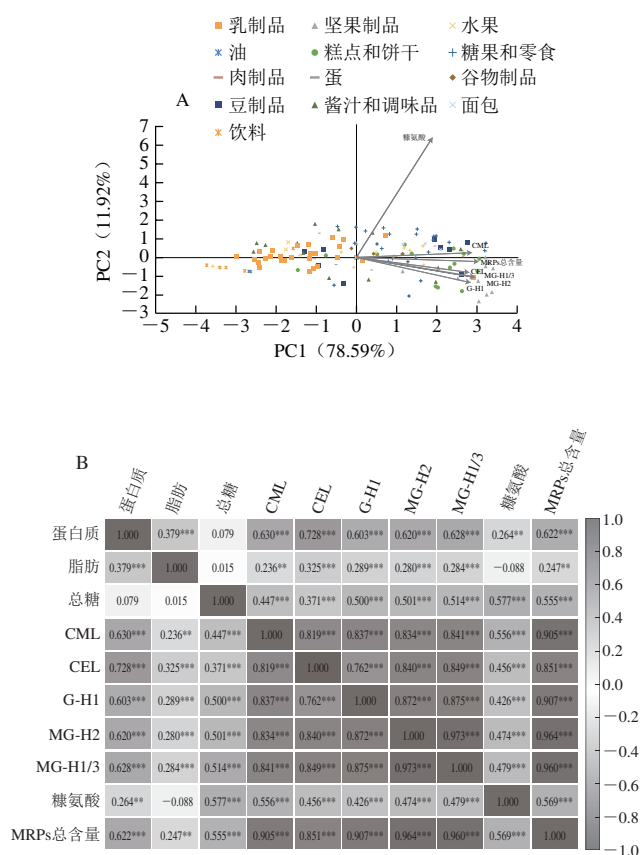 乳制品 坚果制品 水果
油 糕点和饼干 糖果和零食
肉制品 蛋 谷物制品
豆制品 酱汁和调味品 面包
饮料
A
7
6
5
4
3
2
1
0
−1
−2
−3
PC2（11.92%）
糠氨酸
CML
MRPs总含量
CEL
MG-H1/3
MG-H2
G-H1
−5 −4 −3 −2 −1 0 1 2 3 4
PC1（78.59%）
B
蛋白质 脂肪 总糖 CML CEL G-H1 MG-H2 MG-H1/3 糠氨酸 MRPs总含量
蛋白质 1.000 0.379*** 0.079 0.630*** 0.728*** 0.603*** 0.620*** 0.628*** 0.264** 0.622***
脂肪 0.379*** 1.000 0.015 0.236** 0.325*** 0.289*** 0.280*** 0.284*** −0.088 0.247**
总糖 0.079 0.015 1.000 0.447*** 0.371*** 0.500*** 0.501*** 0.514*** 0.577*** 0.555***
CML 0.630*** 0.236** 0.447*** 1.000 0.819*** 0.837*** 0.834*** 0.841*** 0.556*** 0.905***
CEL 0.728*** 0.325*** 0.371*** 0.819*** 1.000 0.762*** 0.840*** 0.849*** 0.456*** 0.851***
G-H1 0.603*** 0.289*** 0.500*** 0.837*** 0.762*** 1.000 0.872*** 0.875*** 0.426*** 0.907***
MG-H2 0.620*** 0.280*** 0.501*** 0.834*** 0.840*** 0.872*** 1.000 0.973*** 0.474*** 0.964***
MG-H1/3 0.628*** 0.284*** 0.514*** 0.841*** 0.849*** 0.875*** 0.973*** 1.000 0.479*** 0.960***
糠氨酸 0.264** −0.088 0.577*** 0.556*** 0.456*** 0.426*** 0.474*** 0.479*** 1.000 0.569***
MRPs总含量 0.622*** 0.247** 0.555*** 0.905*** 0.851*** 0.907*** 0.964*** 0.960*** 0.569*** 1.000
1.0
0.8
0.6
0.4
0.2
0.0
−0.2
−0.4
−0.6
−0.8
−1.0